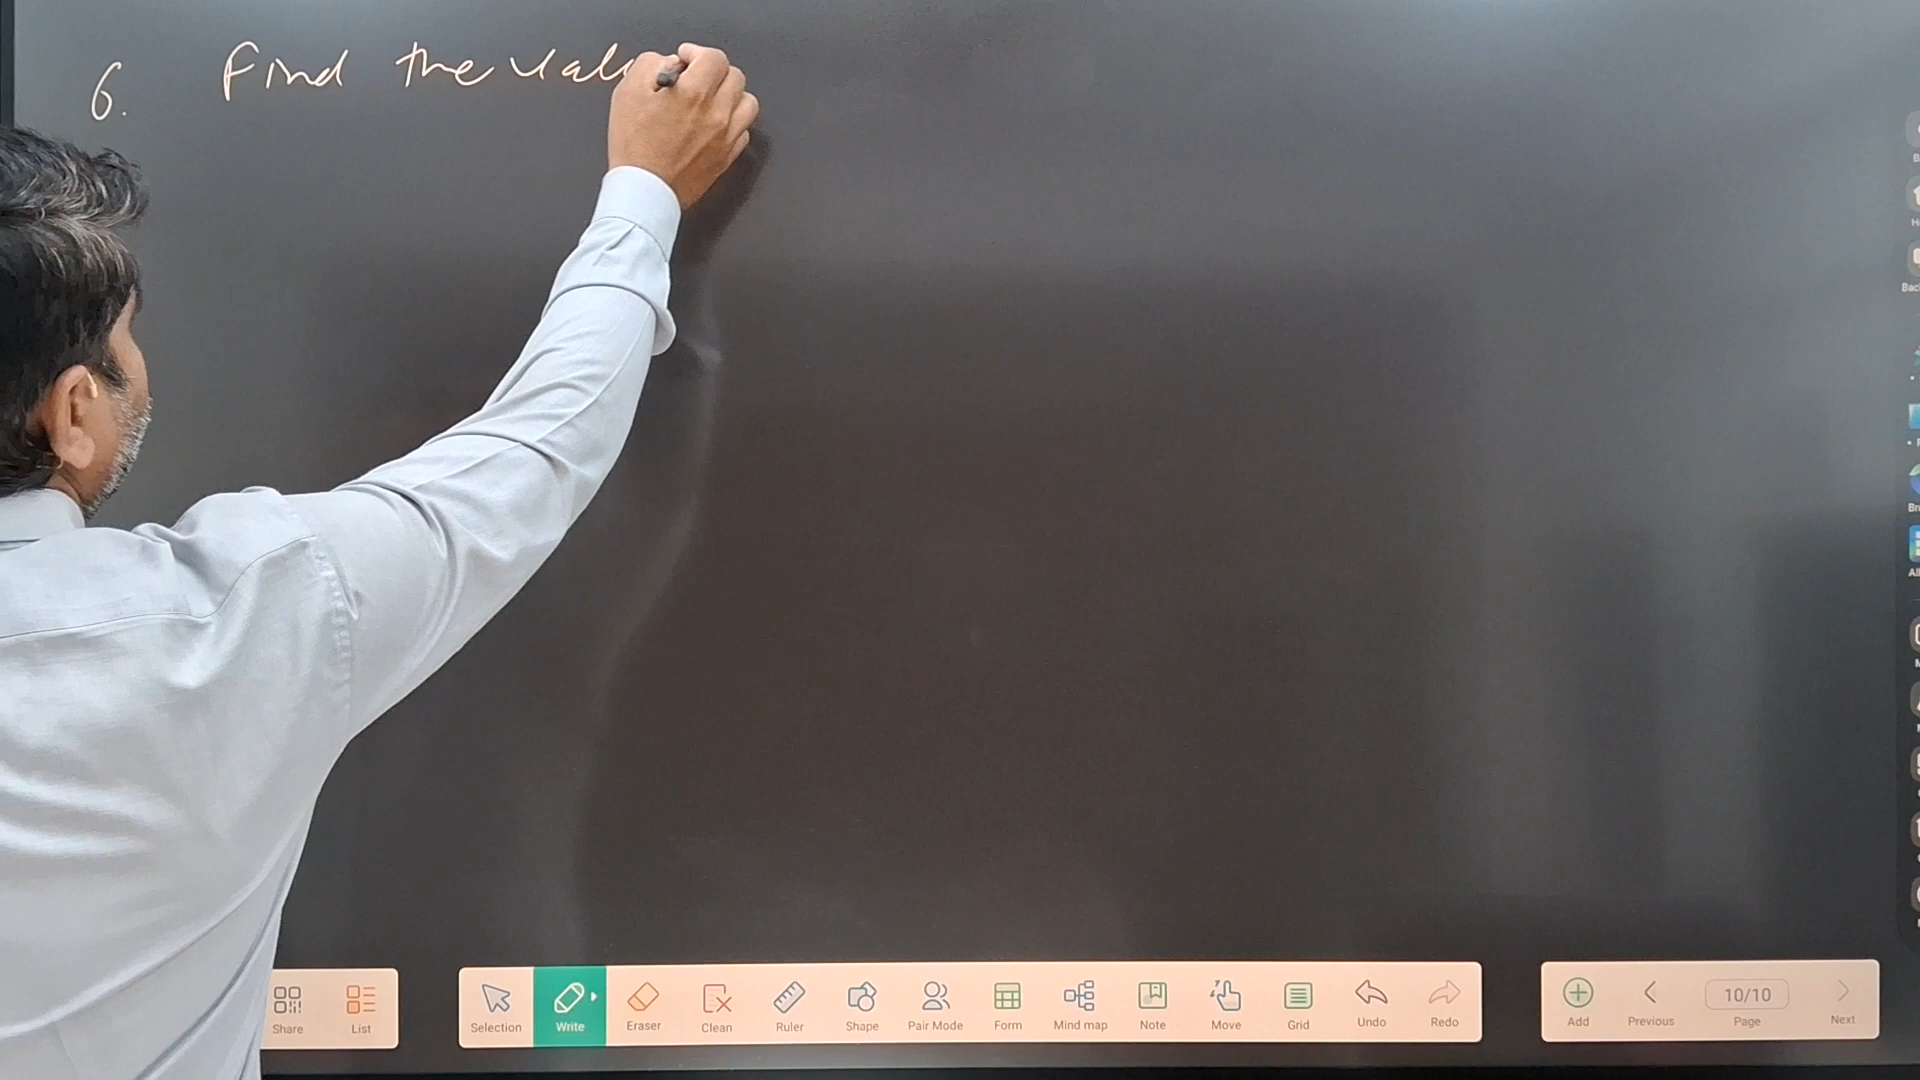 6. Find the val
Share
List
Selection
Write
Eraser
Clean
Ruler
Shape
Pair Mode
Form
Mind map
Note
Move
Grid
Undo
Redo
Add
Previous
10/10
Page
Next